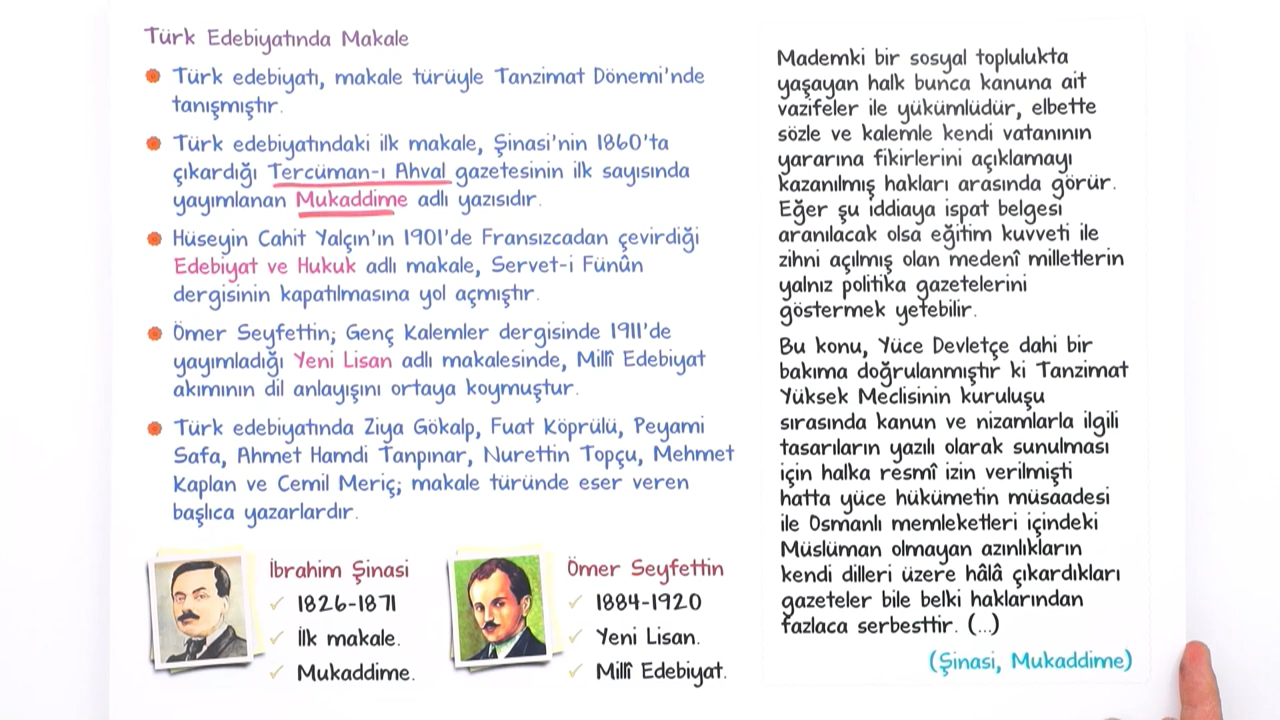 Türk Edebiyatında Makale
Türk edebiyatı, makale türüyle Tanzimat Dönemi'nde
tanışmıştır.
Türk edebiyatındaki ilk makale, Şinasi'nin 1860'ta
çıkardığı Tercüman-ı Ahval gazetesinin ilk sayısında
yayımlanan Mukaddime adlı yazısıdır.
Hüseyin Cahit Yalçın'ın 1901'de Fransızcadan çevirdiği
Edebiyat ve Hukuk adlı makale, Servet-i Fünûn
dergisinin kapatılmasına yol açmıştır.
Ömer Seyfettin; Genç Kalemler dergisinde 1911'de
yayımladığı Yeni Lisan adlı makalesinde, Millî Edebiyat
akımının dil anlayışını ortaya koymuştur.
Türk edebiyatında Ziya Gökalp, Fuat Köprülü, Peyami
Safa, Ahmet Hamdi Tanpınar, Nurettin Topçu, Mehmet
Kaplan ve Cemil Meriç; makale türünde eser veren
başlıca yazarlardır.
İbrahim Şinasi
1826-1871
İlk makale.
Mukaddime.
Ömer Seyfettin
1884-1920
Yeni Lisan.
Millî Edebiyat.
Mademki bir sosyal toplulukta
yaşayan halk bunca kanuna ait
vazifeler ile yükümlüdür, elbette
sözle ve kalemle kendi vatanının
yararına fikirlerini açıklamayı
kazanılmış hakları arasında görür.
Eğer şu iddiaya ispat belgesi
aranılacak olsa eğitim kuvveti ile
zihni açılmış olan medenî milletlerin
yalnız politika gazetelerini
göstermek yetebilir.
Bu konu, Yüce Devletçe dahi bir
bakıma doğrulanmıştır ki Tanzimat
Yüksek Meclisinin kuruluşu
sırasında kanun ve nizamlarla ilgili
tasarıların yazılı olarak sunulması
için halka resmî izin verilmişti
hatta yüce hükümetin müsaadesi
ile Osmanlı memleketleri içindeki
Müslüman olmayan azınlıkların
kendi dilleri üzere hâlâ çıkardıkları
gazeteler bile belki haklarından
fazlaca serbesttir. (...)
(Şinasi, Mukaddime)